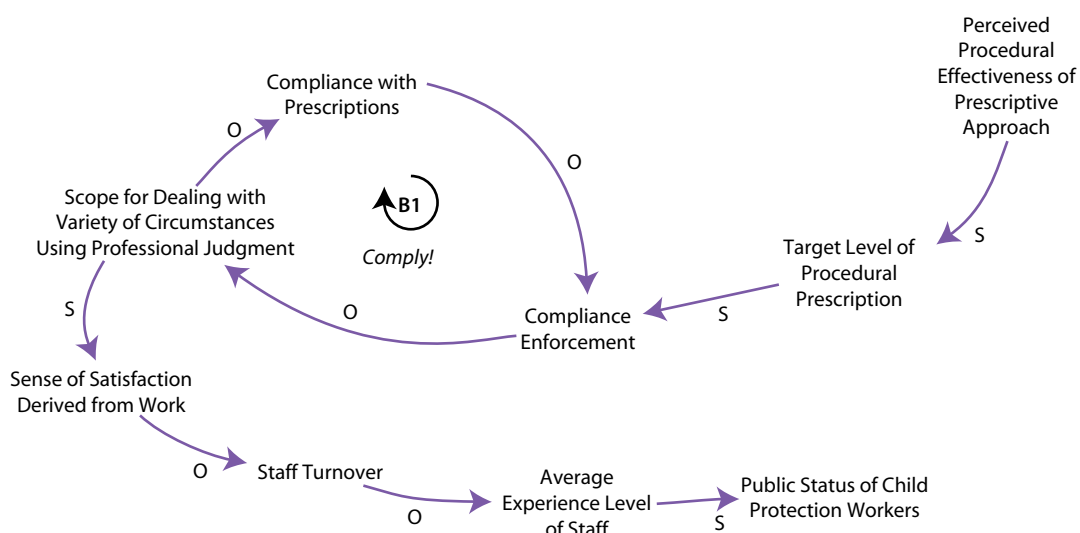 Perceived
Procedural
Effectiveness of
Prescriptive
Approach
Compliance with
Prescriptions
O
O
Scope for Dealing with
Variety of Circumstances
Using Professional Judgment
B1
Comply!
S
Target Level of
Procedural
Prescription
S
O
Compliance
Enforcement
S
Sense of Satisfaction
Derived from Work
O
Staff Turnover
O
Average
Experience Level
of Staff
S
Public Status of Child
Protection Workers